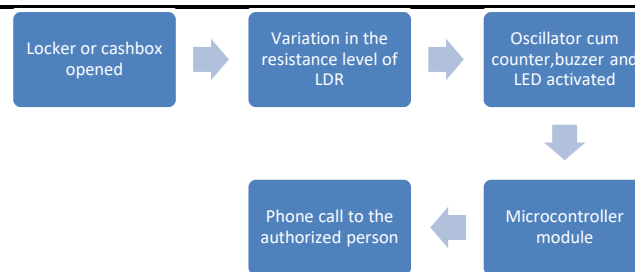 Locker or cashbox
opened
Variation in the
resistance level of
LDR
Oscillator cum
counter,buzzer and
LED activated
Microcontroller
module
Phone call to the
authorized person